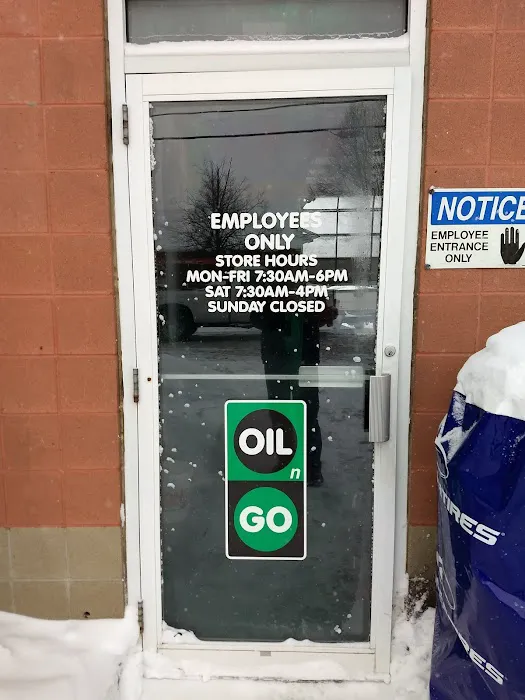 EMPLOYEES
ONLY
STORE HOURS
MON-FRI 7:30AM-6PM
SAT 7:30AM-4PM
SUNDAY CLOSED
OIL
n
GO
NOTICE
EMPLOYEE
ENTRANCE
ONLY